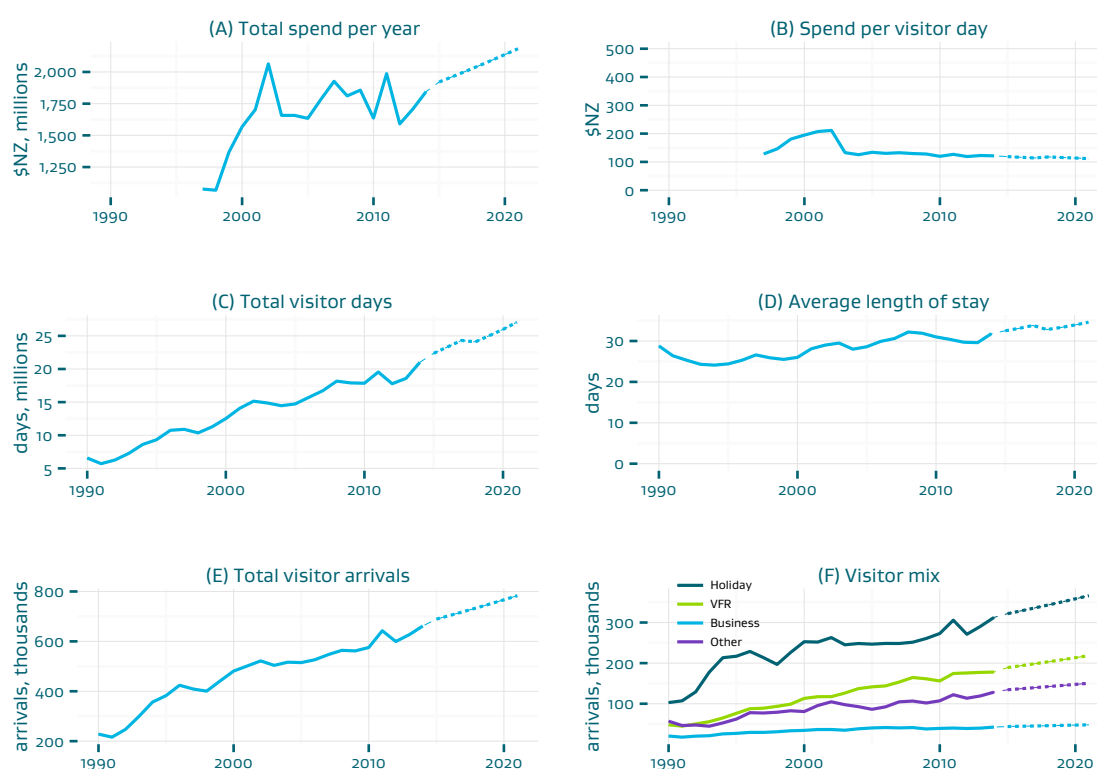 (A) Total spend per year
$NZ, millions
2,000
1,750
1,500
1,250
1990 2000 2010 2020
(B) Spend per visitor day
$NZ
500
400
300
200
100
0
1990 2000 2010 2020
(C) Total visitor days
days, millions
25
20
15
10
5
1990 2000 2010 2020
(D) Average length of stay
days
30
20
10
0
1990 2000 2010 2020
(E) Total visitor arrivals
arrivals, thousands
800
600
400
200
1990 2000 2010 2020
(F) Visitor mix
arrivals, thousands
300
200
100
Holiday
VFR
Business
Other
1990 2000 2010 2020